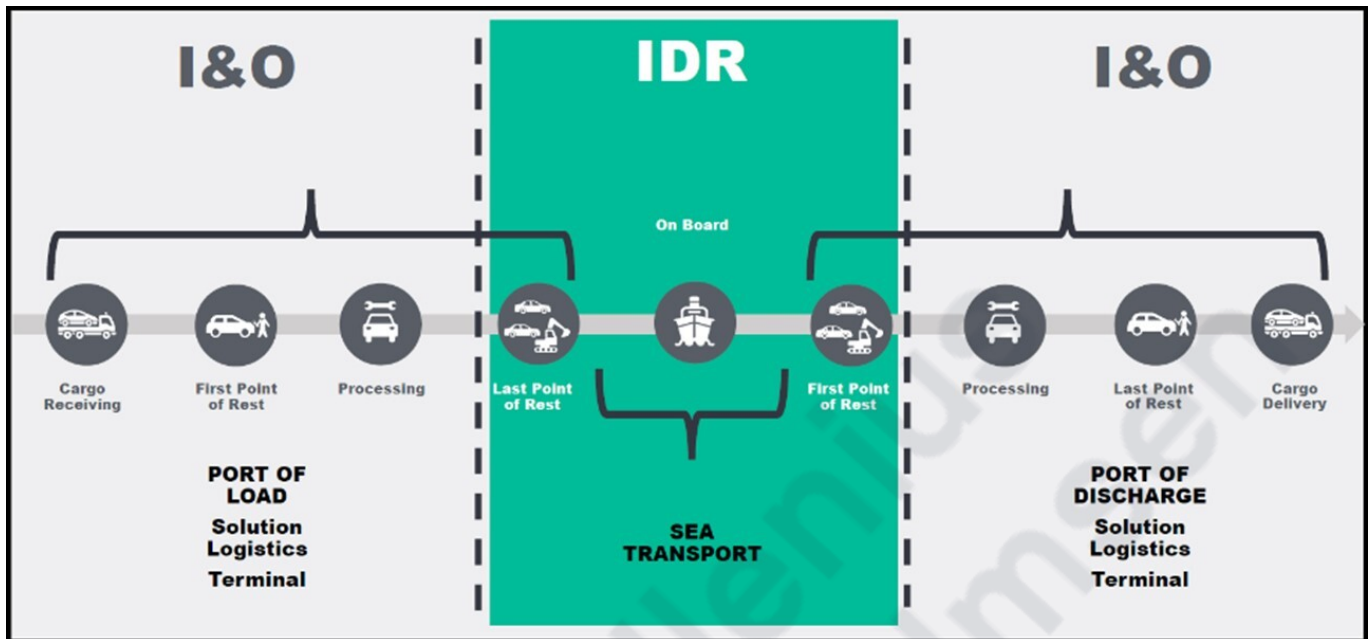 I&O
IDR
I&O
On Board
Cargo
Receiving
First Point
of Rest
Processing
Last Point
of Rest
First Point
of Rest
Processing
Last Point
of Rest
Cargo
Delivery
PORT OF
LOAD
Solution
Logistics
Terminal
SEA
TRANSPORT
PORT OF
DISCHARGE
Solution
Logistics
Terminal